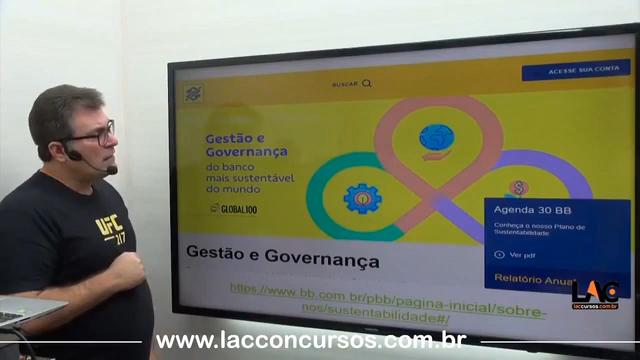 BUSCAR
ACESSE SUA CONTA
Gestão e
Governança
do banco
mais sustentável
do mundo
GLOBAL100
Agenda 30 BB
Conheça o nosso Plano de
Sustentabilidade
Ver pdf
Relatório Anual
Gestão e Governança
https://www.bb.com.br/pbb/pagina-inicial/sobre-
nos/sustentabilidade#/
UFC
217
LAC
laccursos.com.br
www.lacconcursos.com.br